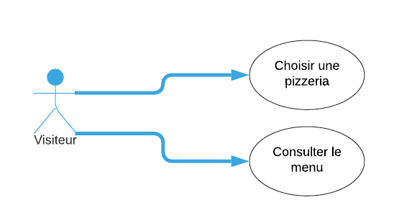 Choisir une
pizzeria
Visiteur
Consulter le
menu